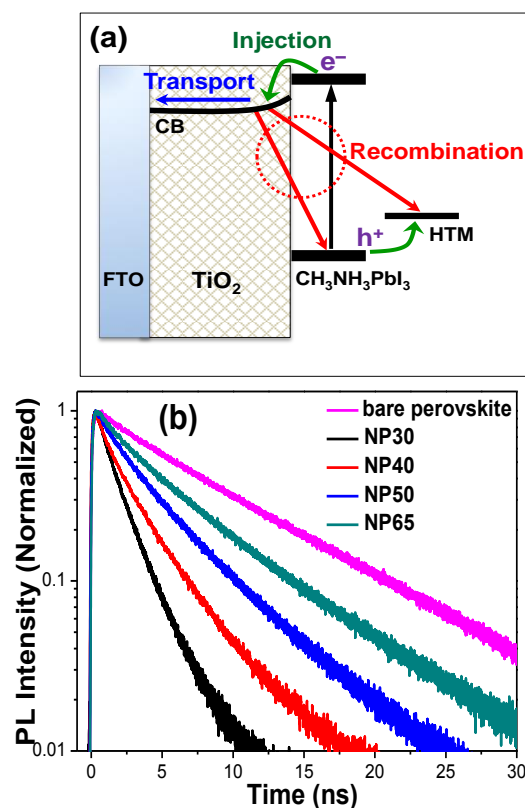 (a)
Injection
e⁻
Transport
CB
Recombination
h⁺
HTM
FTO
TiO₂
CH₃NH₃PbI₃
(b)
bare perovskite
NP30
NP40
NP50
NP65
PL Intensity (Normalized)
1
0.1
0.01
0 5 10 15 20 25 30
Time (ns)